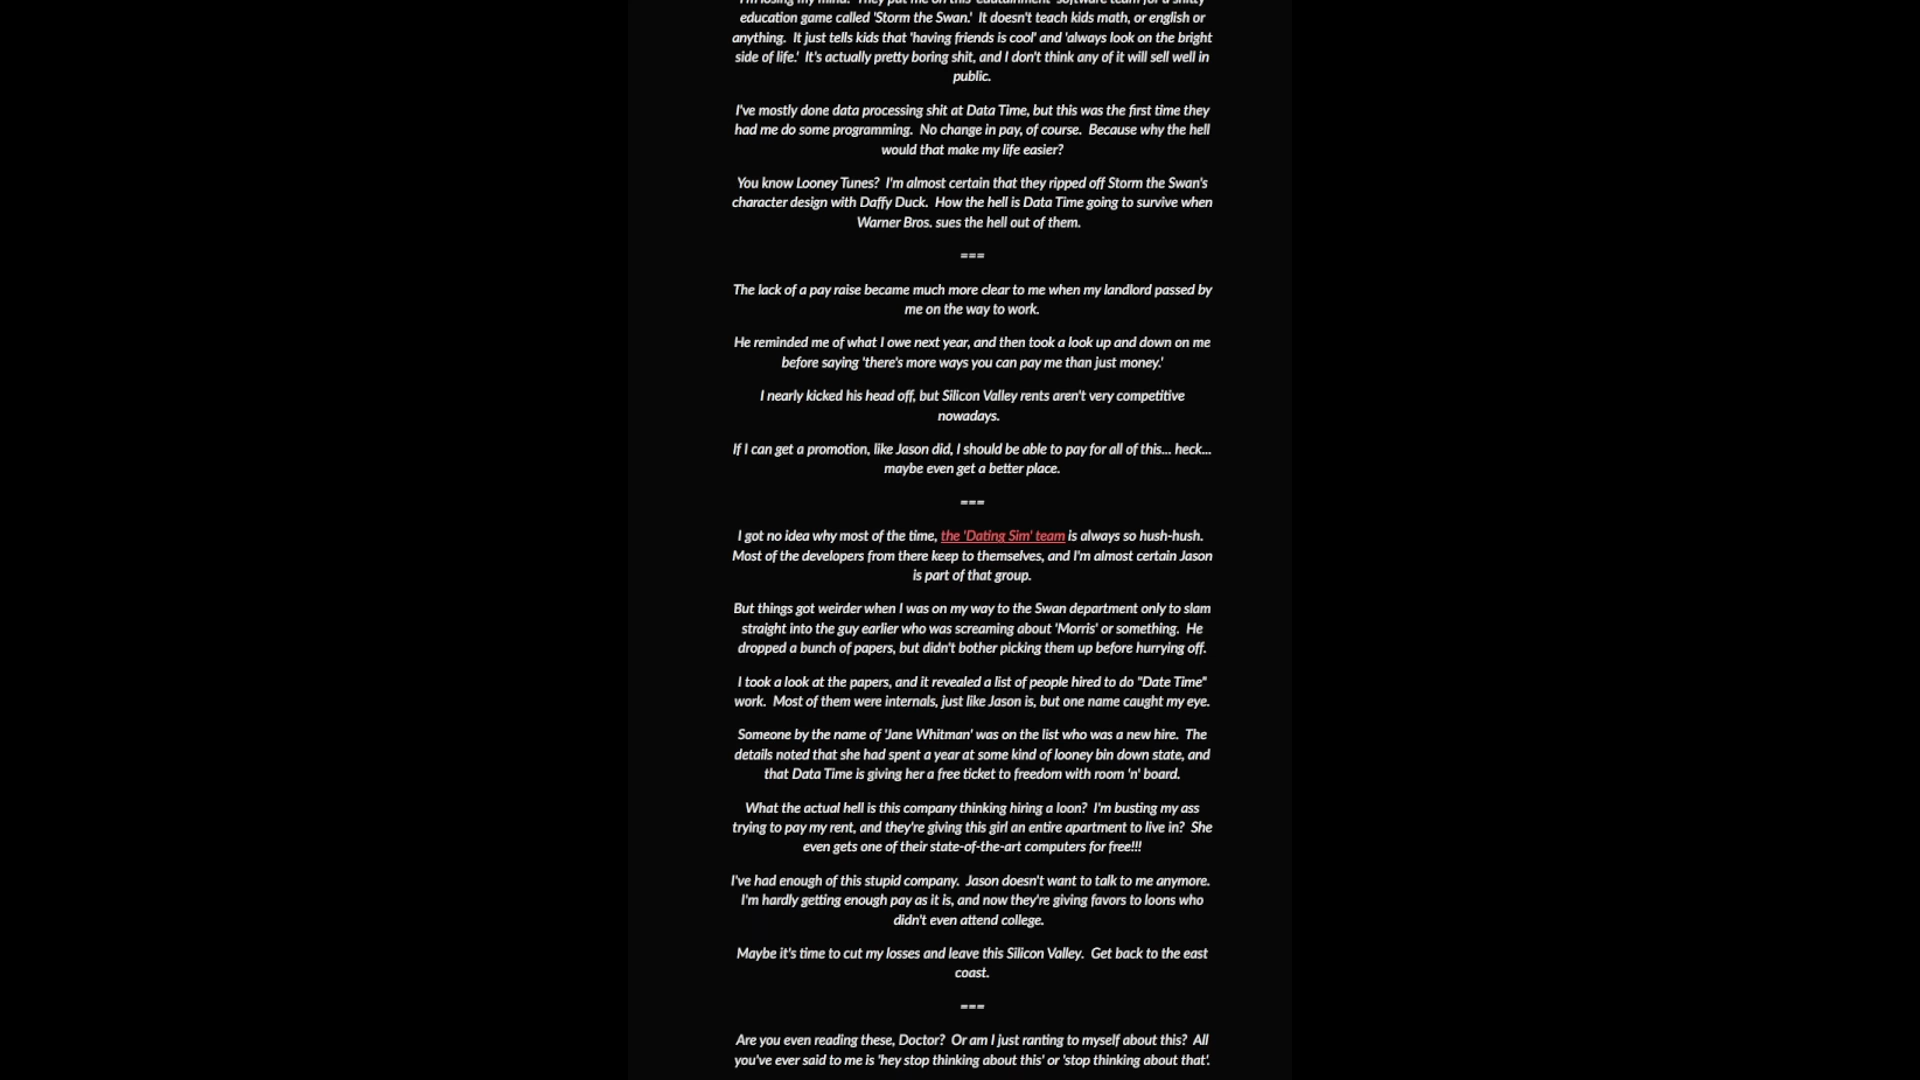 I'm losing my mind! They put me on this 'edutainment' software team for a shitty
education game called 'Storm the Swan.' It doesn't teach kids math, or english or
anything. It just tells kids that 'having friends is cool' and 'always look on the bright
side of life.' It's actually pretty boring shit, and I don't think any of it will sell well in
public.
I've mostly done data processing shit at Data Time, but this was the first time they
had me do some programming. No change in pay, of course. Because why the hell
would that make my life easier?
You know Looney Tunes? I'm almost certain that they ripped off Storm the Swan's
character design with Daffy Duck. How the hell is Data Time going to survive when
Warner Bros. sues the hell out of them.
===
The lack of a pay raise became much more clear to me when my landlord passed by
me on the way to work.
He reminded me of what I owe next year, and then took a look up and down on me
before saying 'there's more ways you can pay me than just money.'
I nearly kicked his head off, but Silicon Valley rents aren't very competitive
nowadays.
If I can get a promotion, like Jason did, I should be able to pay for all of this... heck...
maybe even get a better place.
===
I got no idea why most of the time, the 'Dating Sim' team is always so hush-hush.
Most of the developers from there keep to themselves, and I'm almost certain Jason
is part of that group.
But things got weirder when I was on my way to the Swan department only to slam
straight into the guy earlier who was screaming about 'Morris' or something. He
dropped a bunch of papers, but didn't bother picking them up before hurrying off.
I took a look at the papers, and it revealed a list of people hired to do "Date Time"
work. Most of them were internals, just like Jason is, but one name caught my eye.
Someone by the name of 'Jane Whitman' was on the list who was a new hire. The
details noted that she had spent a year at some kind of looney bin down state, and
that Data Time is giving her a free ticket to freedom with room 'n' board.
What the actual hell is this company thinking hiring a loon? I'm busting my ass
trying to pay my rent, and they're giving this girl an entire apartment to live in? She
even gets one of their state-of-the-art computers for free!!!
I've had enough of this stupid company. Jason doesn't want to talk to me anymore.
I'm hardly getting enough pay as it is, and now they're giving favors to loons who
didn't even attend college.
Maybe it's time to cut my losses and leave this Silicon Valley. Get back to the east
coast.
===
Are you even reading these, Doctor? Or am I just ranting to myself about this? All
you've ever said to me is 'hey stop thinking about this' or 'stop thinking about that'.